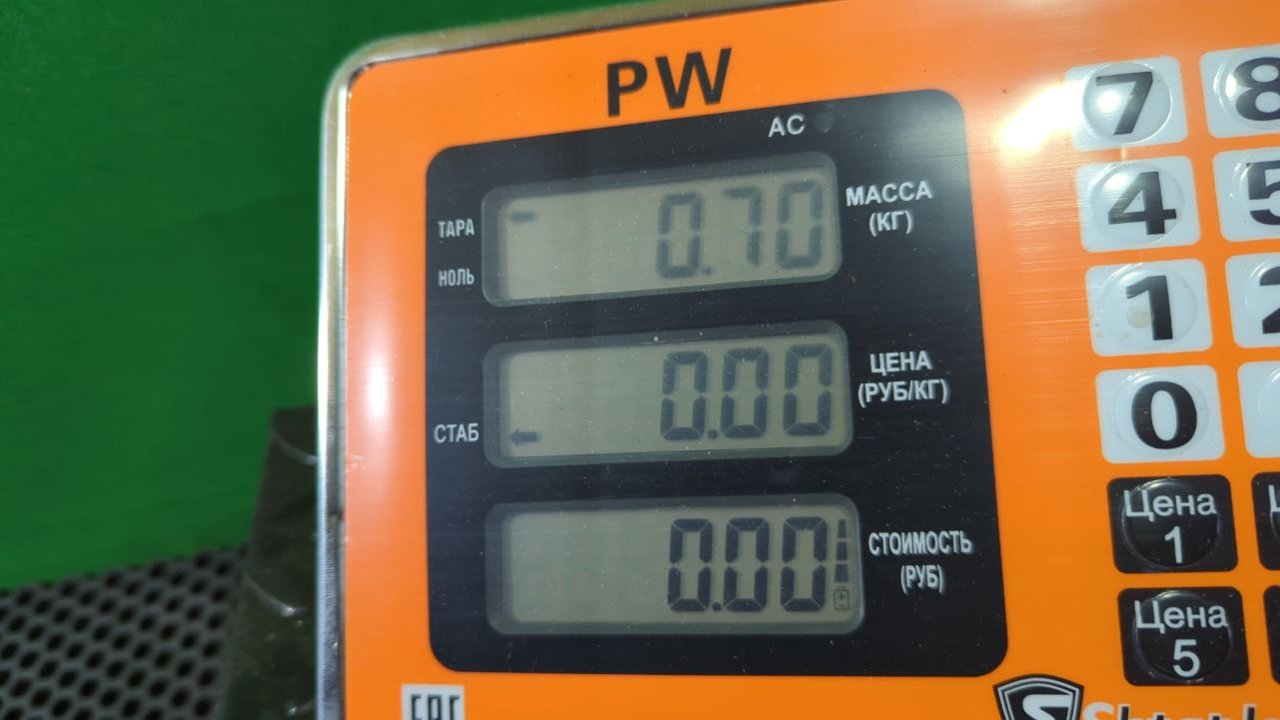 PW
AC
ТАРА
НОЛЬ
0.70
МАССА
(КГ)
СТАБ
0.00
ЦЕНА
(РУБ/КГ)
0.00
СТОИМОСТЬ
(РУБ)
7 8
4 5
1 2
0
Цена
1
Цена
5
EAC